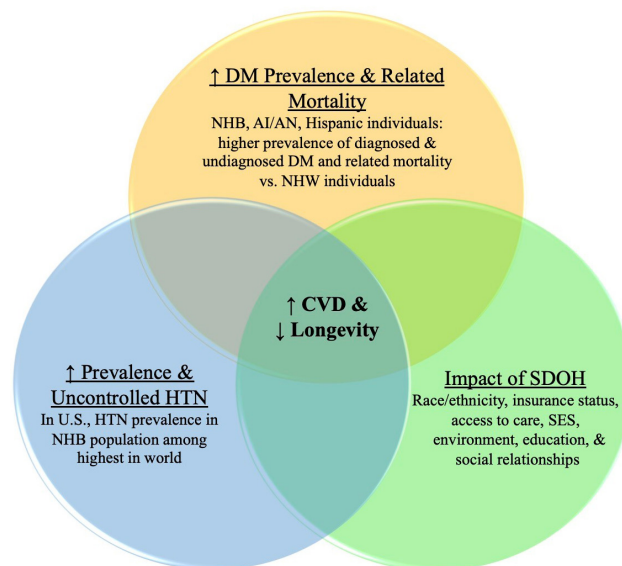 ↑ DM Prevalence & Related
Mortality
NHB, AI/AN, Hispanic individuals:
higher prevalence of diagnosed &
undiagnosed DM and related mortality
vs. NHW individuals
↑ CVD &
↓ Longevity
↑ Prevalence &
Uncontrolled HTN
In U.S., HTN prevalence in
NHB population among
highest in world
Impact of SDOH
Race/ethnicity, insurance status,
access to care, SES,
environment, education, &
social relationships